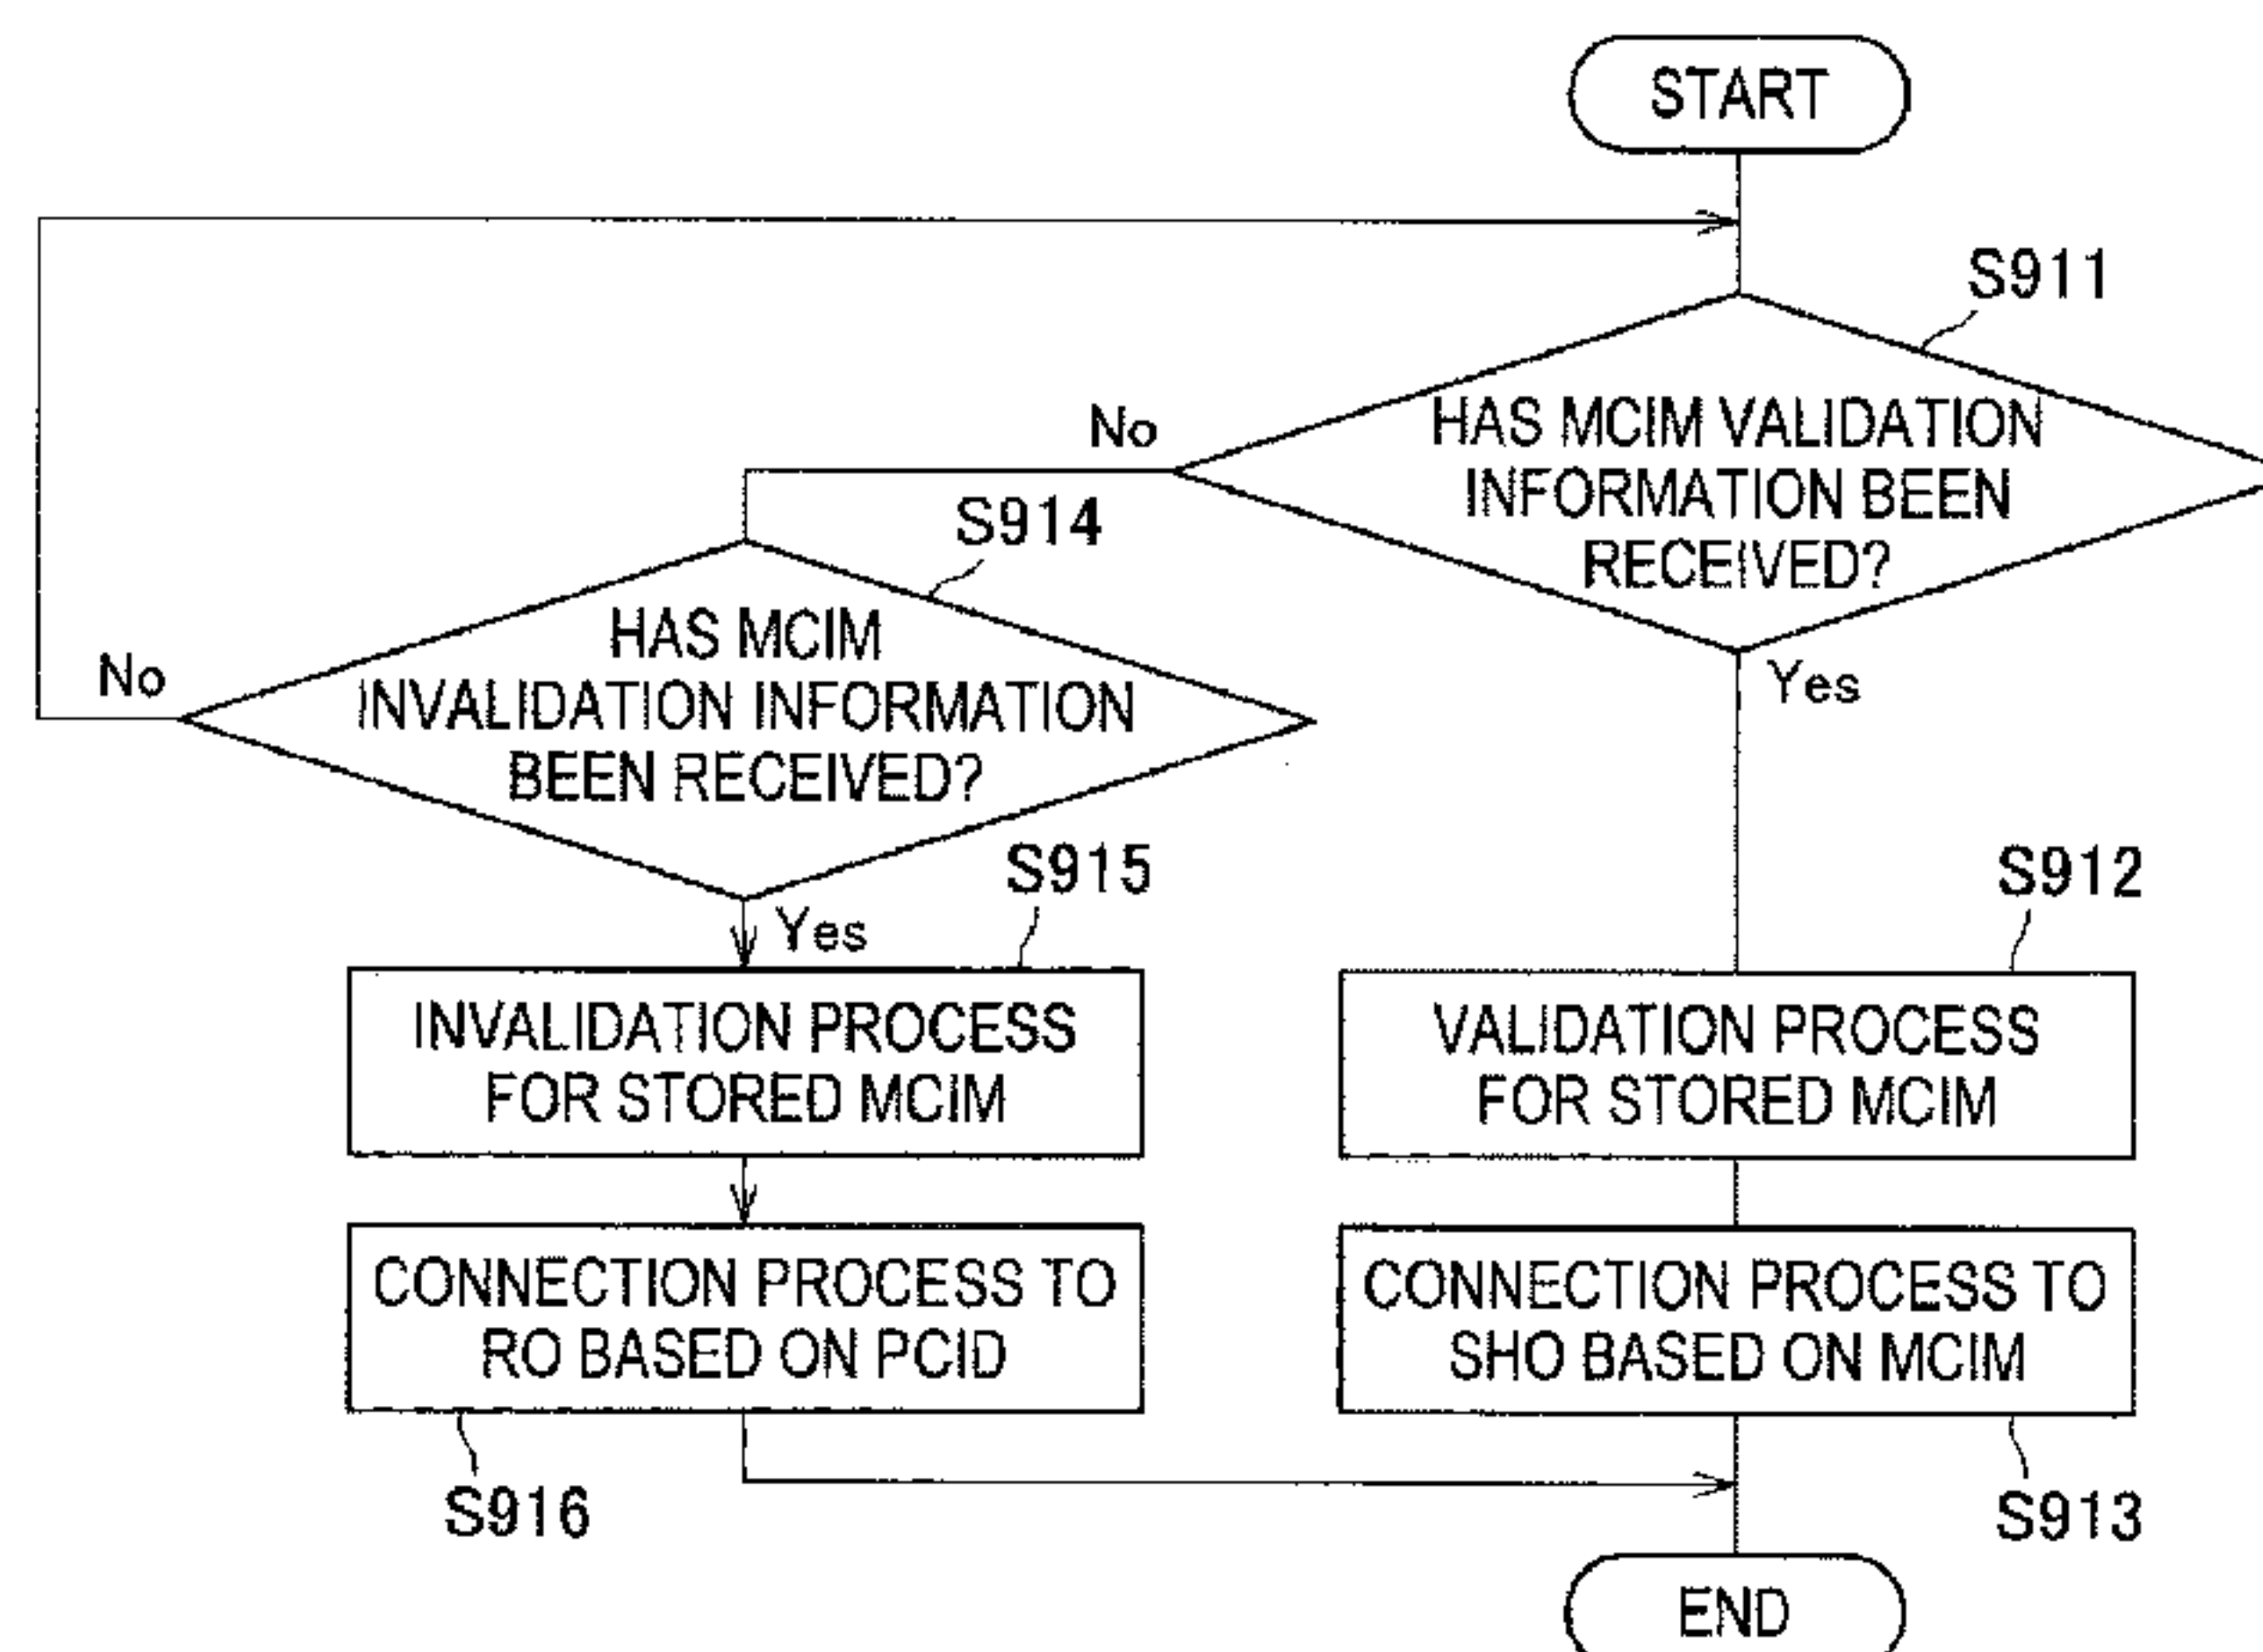 START
S911
HAS MCIM VALIDATION
INFORMATION BEEN
RECEIVED?
No
Yes
S914
HAS MCIM
INVALIDATION INFORMATION
BEEN RECEIVED?
No
Yes
S915
INVALIDATION PROCESS
FOR STORED MCIM
S912
VALIDATION PROCESS
FOR STORED MCIM
CONNECTION PROCESS TO
RO BASED ON PCID
S916
CONNECTION PROCESS TO
SHO BASED ON MCIM
S913
END